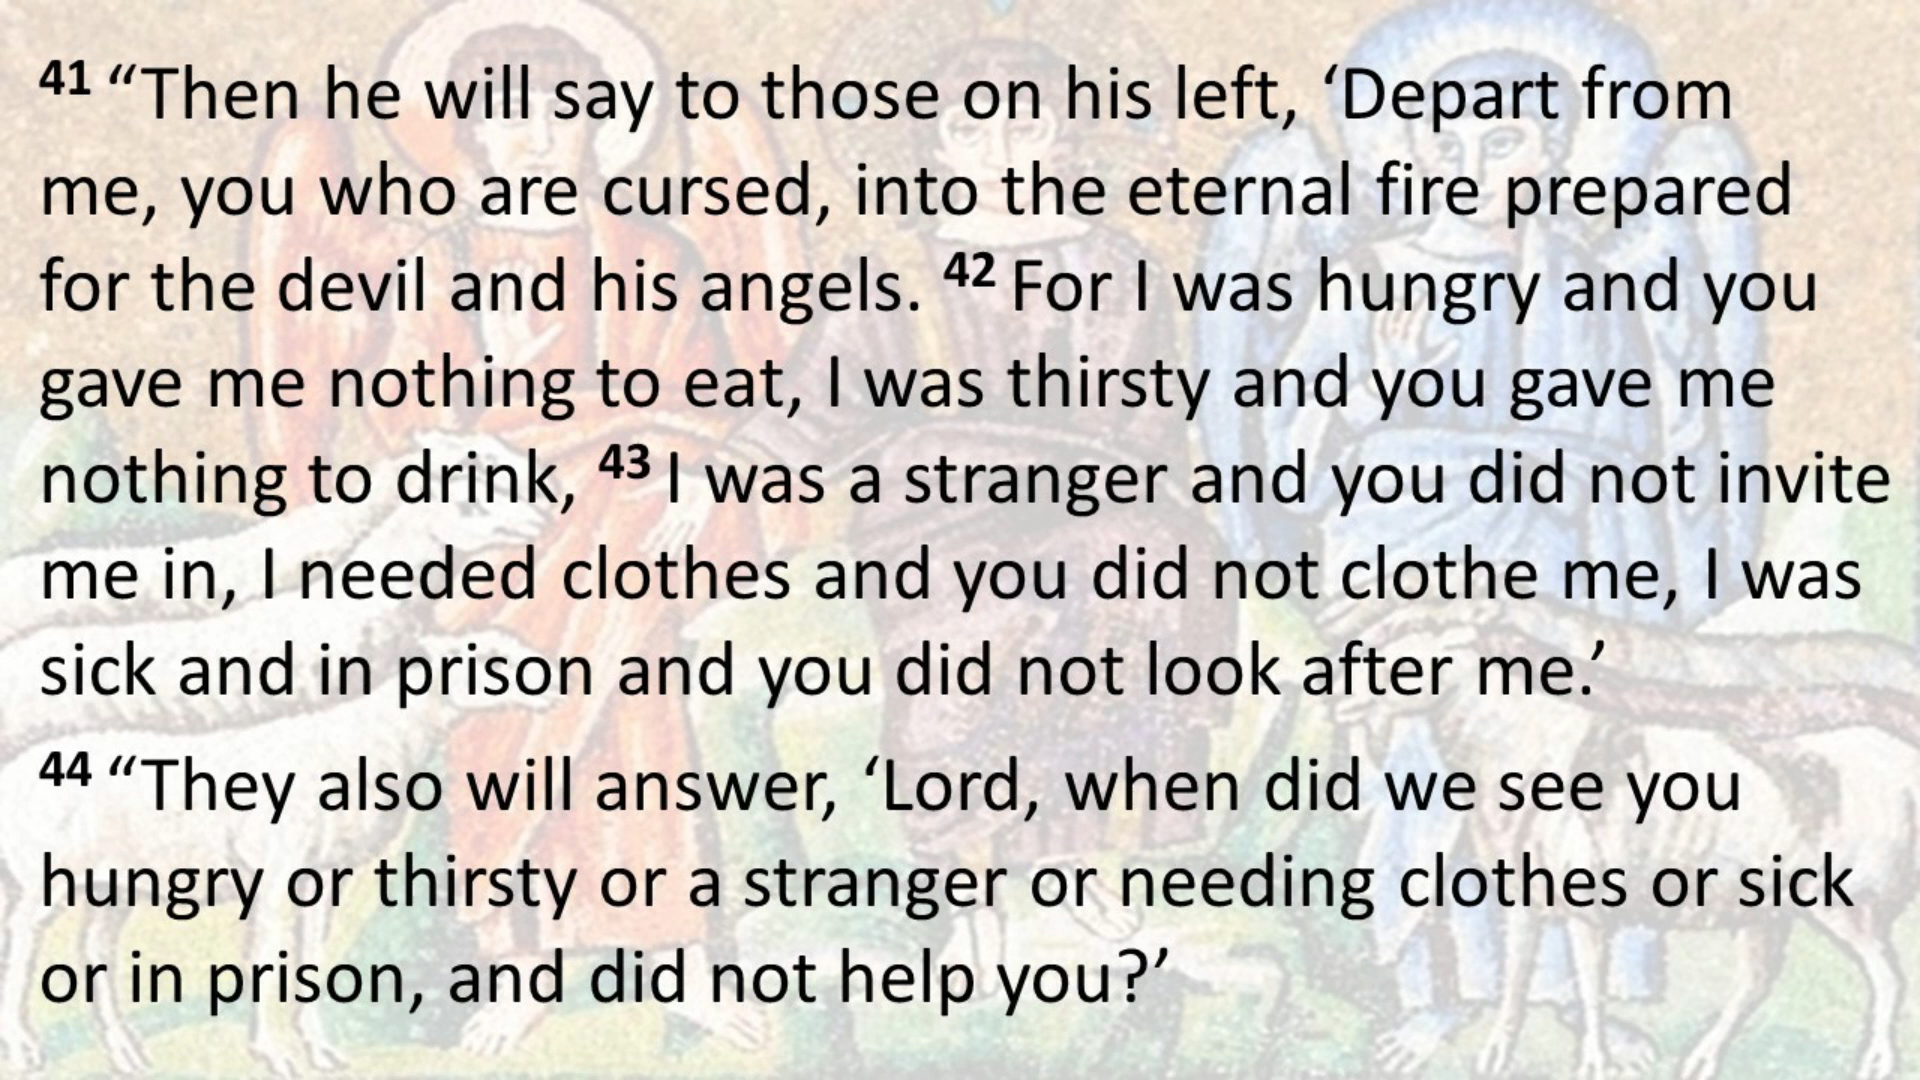 41 “Then he will say to those on his left, ‘Depart from
me, you who are cursed, into the eternal fire prepared
for the devil and his angels. 42 For I was hungry and you
gave me nothing to eat, I was thirsty and you gave me
nothing to drink, 43 I was a stranger and you did not invite
me in, I needed clothes and you did not clothe me, I was
sick and in prison and you did not look after me.’
44 “They also will answer, ‘Lord, when did we see you
hungry or thirsty or a stranger or needing clothes or sick
or in prison, and did not help you?’